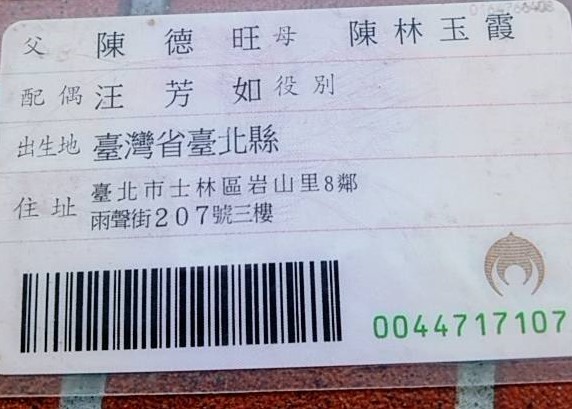 父 陳德旺 母 陳林玉霞
配偶 汪芳如 役別
出生地 臺灣省臺北縣
住址 臺北市士林區岩山里8鄰
雨聲街207號三樓
0044717107